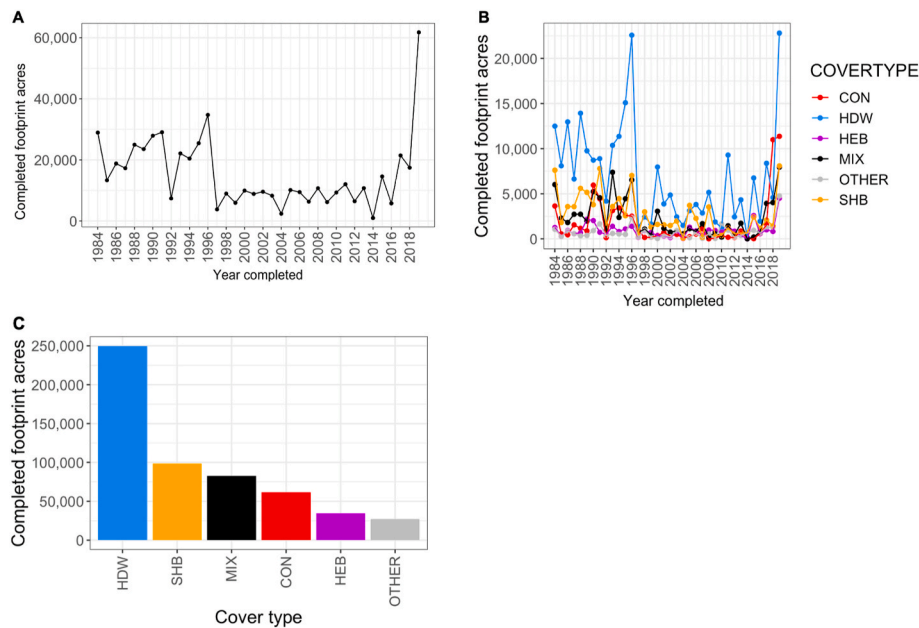 A
Completed footprint acres
60,000
40,000
20,000
0
1984
1986
1988
1990
1992
1994
1996
1998
2000
2002
2004
2006
2008
2010
2012
2014
2016
2018
Year completed
B
Completed footprint acres
20,000
15,000
10,000
5,000
0
1984
1986
1988
1990
1992
1994
1996
1998
2000
2002
2004
2006
2008
2010
2012
2014
2016
2018
Year completed
COVERTYPE
CON
HDW
HEB
MIX
OTHER
SHB
C
Completed footprint acres
250,000
200,000
150,000
100,000
50,000
0
HDW
SHB
MIX
CON
HEB
OTHER
Cover type